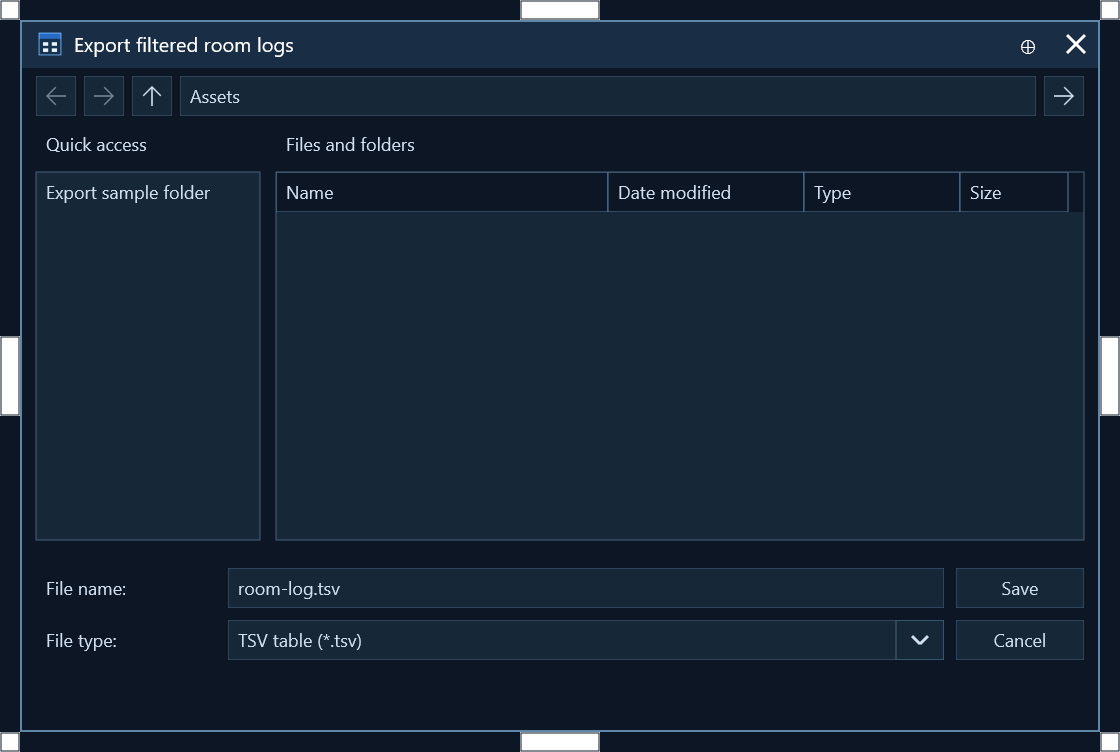 Export filtered room logs
Assets
Quick access
Files and folders
Export sample folder
Name Date modified Type Size
File name: room-log.tsv Save
File type: TSV table (*.tsv) Cancel